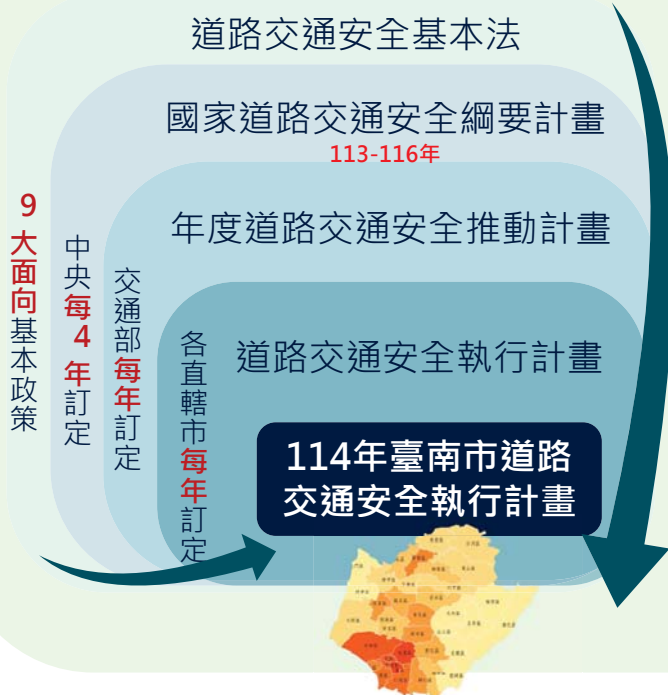 道路交通安全基本法
國家道路交通安全綱要計畫
113-116年
年度道路交通安全推動計畫
道路交通安全執行計畫
114年臺南市道路
交通安全執行計畫
9大面向基本政策
中央每4年訂定
交通部每年訂定
各直轄市每年訂定